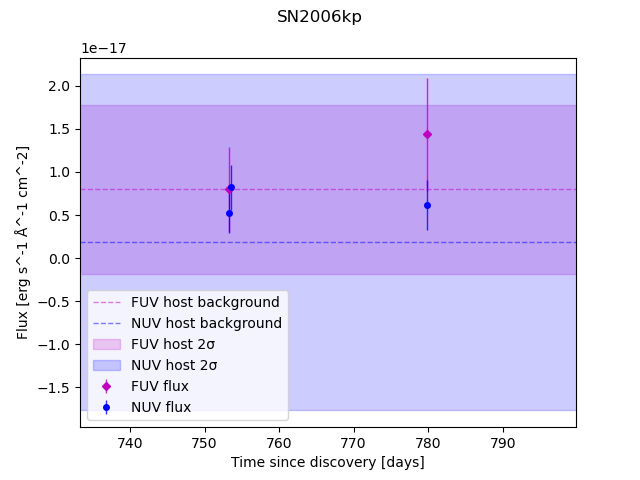 SN2006kp
1e−17
2.0
1.5
1.0
0.5
0.0
−0.5
−1.0
−1.5
Flux [erg s^-1 Å^-1 cm^-2]
FUV host background
NUV host background
FUV host 2σ
NUV host 2σ
FUV flux
NUV flux
740 750 760 770 780 790
Time since discovery [days]